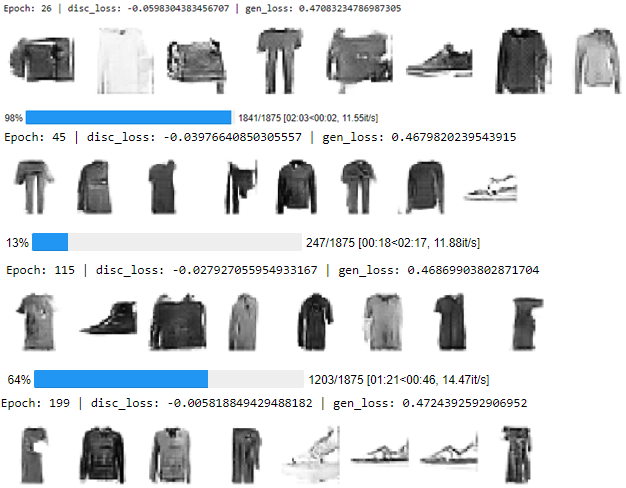 Epoch: 26 | disc_loss: -0.0598304383456707 | gen_loss: 0.47083234786987305
98% 1841/1875 [02:03<00:02, 11.55it/s]
Epoch: 45 | disc_loss: -0.03976640850305557 | gen_loss: 0.4679820239543915
13% 247/1875 [00:18<02:17, 11.88it/s]
Epoch: 115 | disc_loss: -0.027927055954933167 | gen_loss: 0.46869903802871704
64% 1203/1875 [01:21<00:46, 14.47it/s]
Epoch: 199 | disc_loss: -0.005818849429488182 | gen_loss: 0.4724392592906952